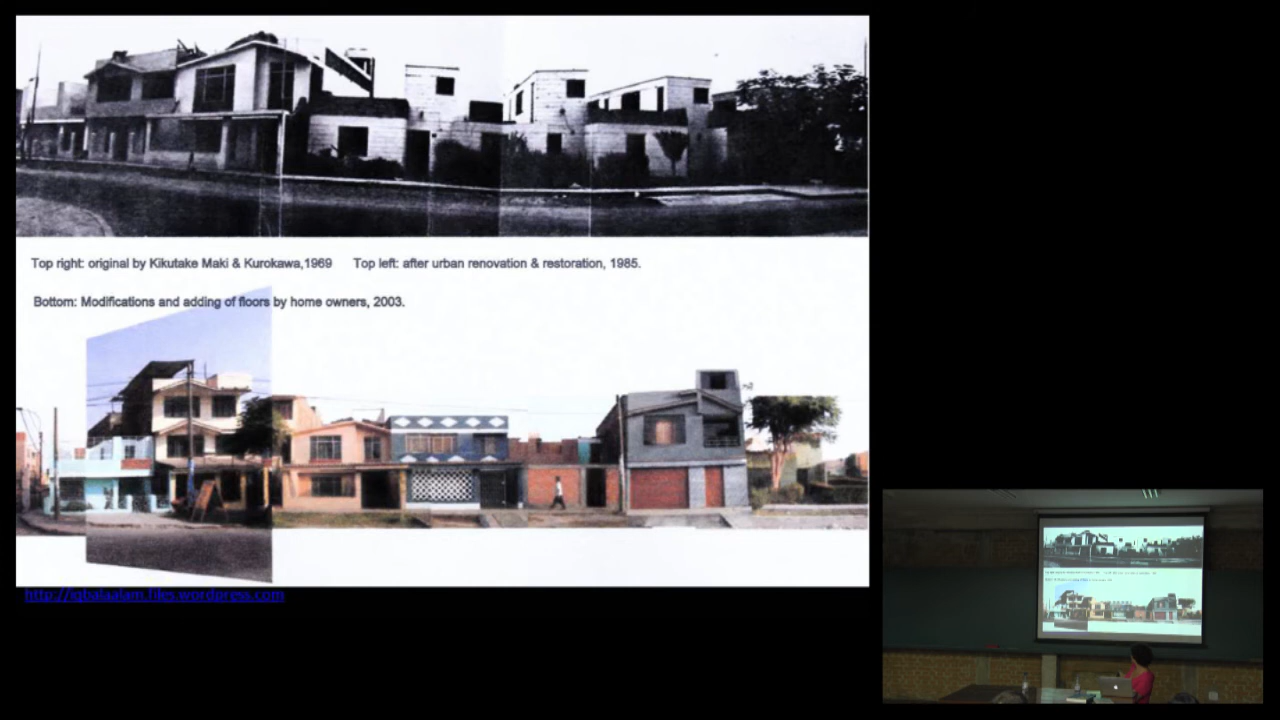 Top right: original by Kikutake Maki & Kurokawa,1969 Top left: after urban renovation & restoration, 1985.
Bottom: Modifications and adding of floors by home owners, 2003.
http://iqbalaalam.files.wordpress.com